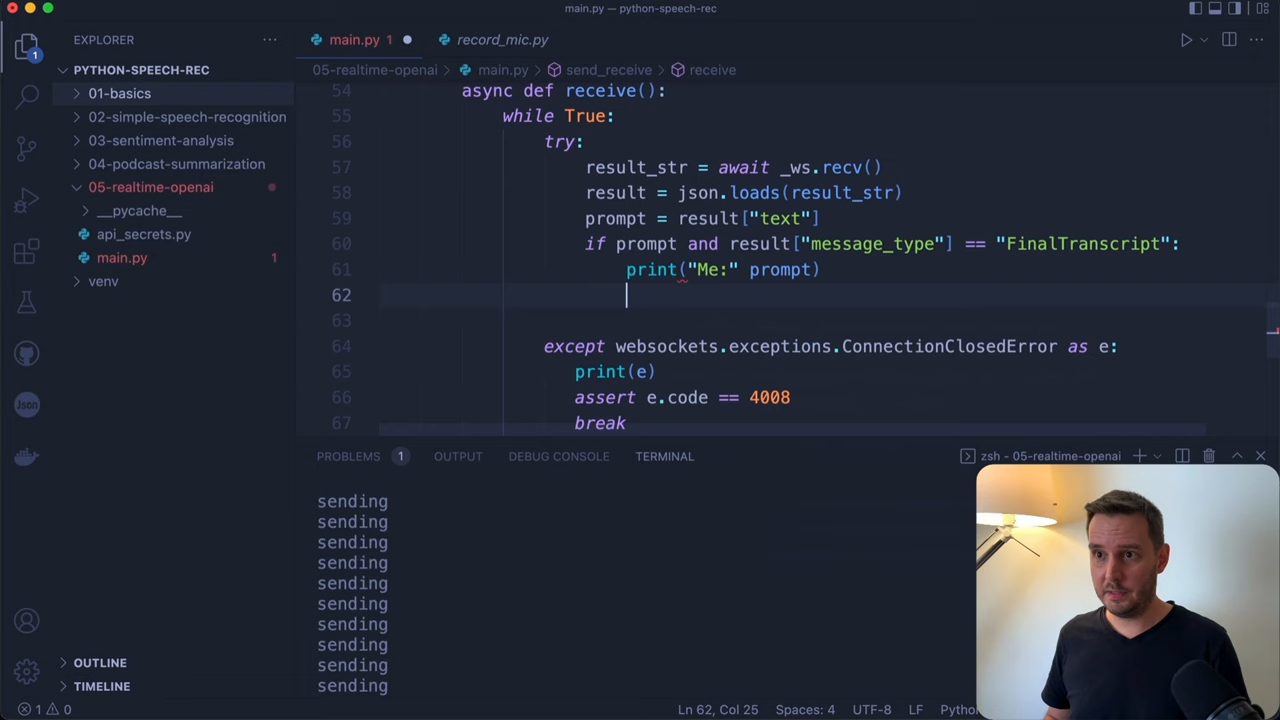 main.py — python-speech-rec
EXPLORER
main.py 1
record_mic.py
1
PYTHON-SPEECH-REC
01-basics
02-simple-speech-recognition
03-sentiment-analysis
04-podcast-summarization
05-realtime-openai
__pycache__
api_secrets.py
main.py 1
venv
OUTLINE
TIMELINE
Json
05-realtime-openai > main.py > send_receive > receive
54 async def receive():
55 while True:
56 try:
57 result_str = await _ws.recv()
58 result = json.loads(result_str)
59 prompt = result["text"]
60 if prompt and result["message_type"] == "FinalTranscript":
61 print("Me:" prompt)
62
63
64 except websockets.exceptions.ConnectionClosedError as e:
65 print(e)
66 assert e.code == 4008
67 break
PROBLEMS 1 OUTPUT DEBUG CONSOLE TERMINAL
zsh - 05-realtime-openai
sending
sending
sending
sending
sending
sending
sending
sending
sending
sending
1 0
Ln 62, Col 25 Spaces: 4 UTF-8 LF